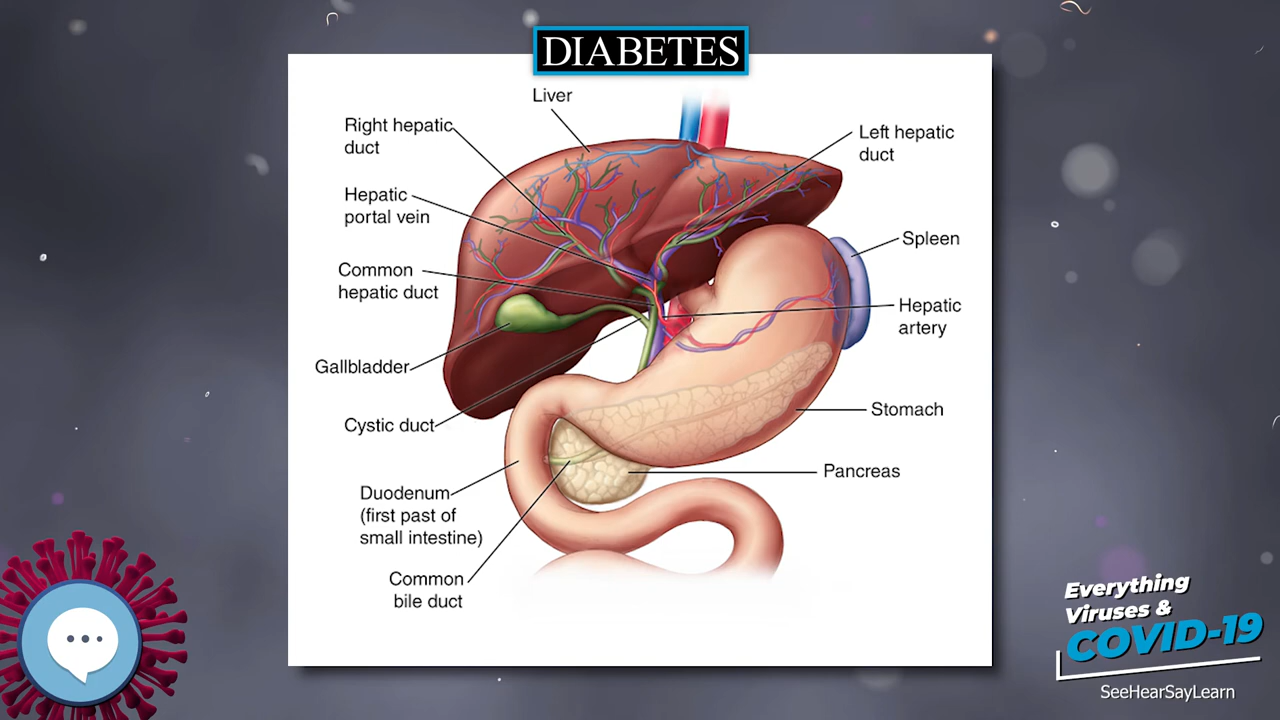 DIABETES
Liver
Right hepatic
duct
Left hepatic
duct
Hepatic
portal vein
Spleen
Common
hepatic duct
Hepatic
artery
Gallbladder
Stomach
Cystic duct
Pancreas
Duodenum
(first past of
small intestine)
Common
bile duct
Everything
Viruses &
COVID-19
SeeHearSayLearn